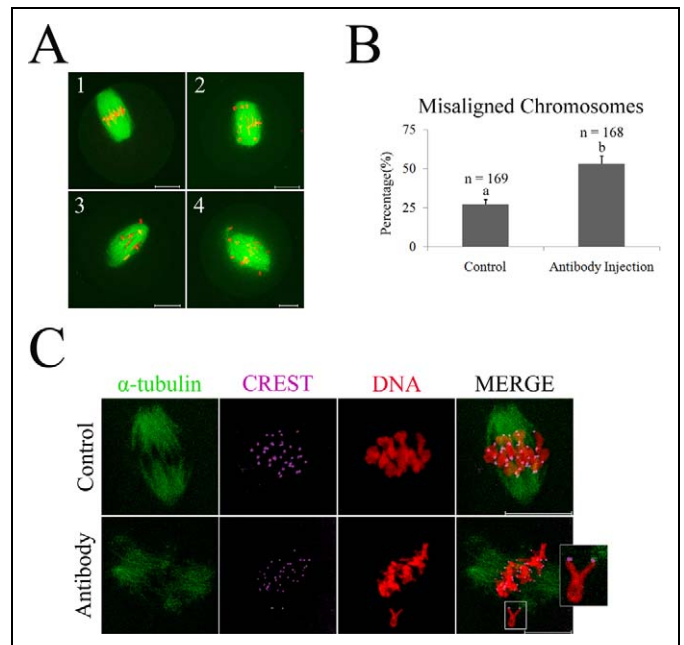 A
1
2
3
4
B
Misaligned Chromosomes
75
50
25
0
Percentage(%)
n = 169
a
n = 168
b
Control
Antibody Injection
C
α-tubulin
CREST
DNA
MERGE
Control
Antibody